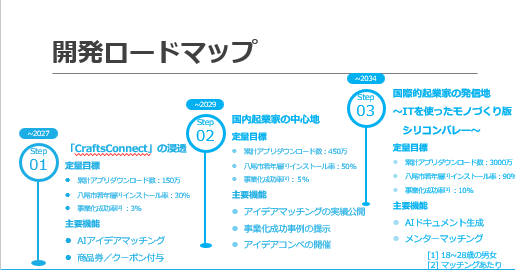 開発ロードマップ
~2027
Step
01
「CraftsConnect」の浸透
定量目標
累計アプリダウンロード数：150万
八尾市若年層[1]インストール率：30%
事業化成功率[2]：3%
主要機能
AIアイデアマッチング
商品券／クーポン付与
~2029
Step
02
国内起業家の中心地
定量目標
累計アプリダウンロード数：450万
八尾市若年層[1]インストール率：50%
事業化成功率[2]：5%
主要機能
アイデアマッチングの実績公開
事業化成功事例の提示
アイデアコンペの開催
~2034
Step
03
国際的起業家の発信地
～ITを使ったモノづくり版
シリコンバレー～
定量目標
累計アプリダウンロード数：3000万
八尾市若年層[1]インストール率：90%
事業化成功率[2]：10%
主要機能
AIドキュメント生成
メンターマッチング
[1] 18~28歳の男女
[2] マッチングあたり